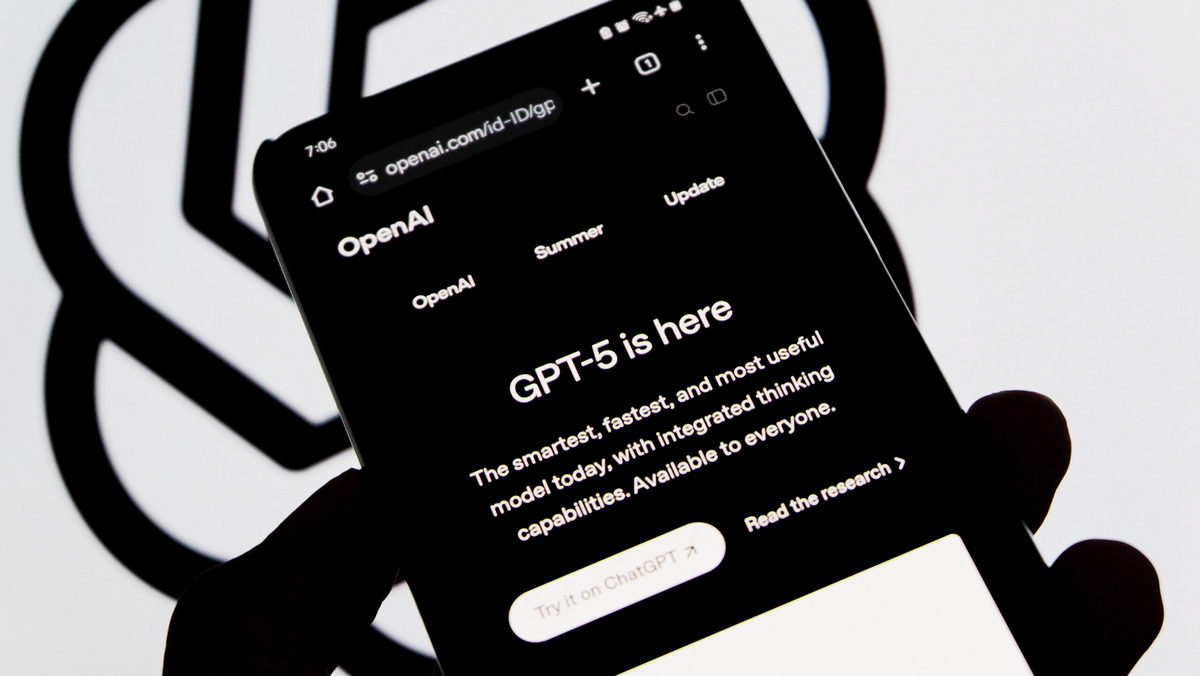 7:06
1
openai.com/id-ID/gp
OpenAI
OpenAI Summer Update
GPT-5 is here
The smartest, fastest, and most useful
model today, with integrated thinking
capabilities. Available to everyone.
Try it on ChatGPT
Read the research